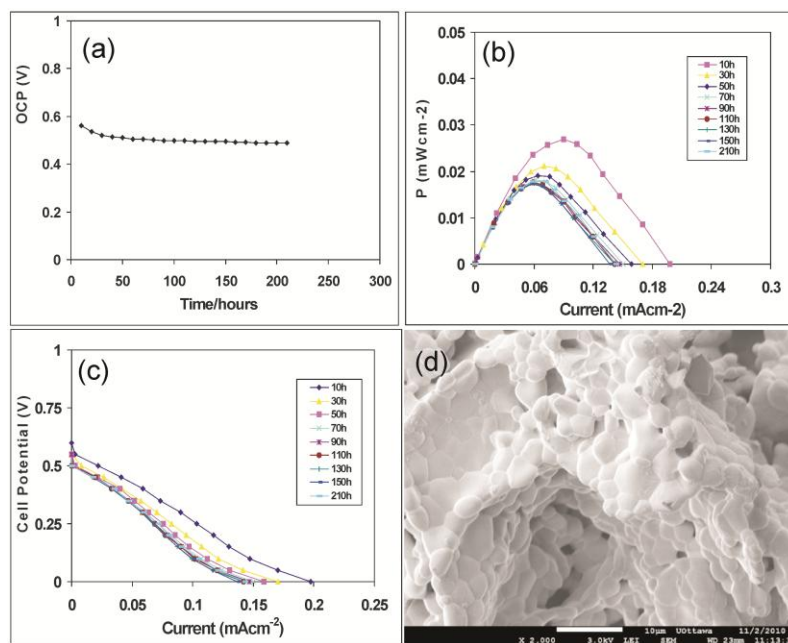 (a)
OCP (V)
1
0.8
0.6
0.4
0.2
0
0 50 100 150 200 250 300
Time/hours
(b)
P (mWcm-2)
0.05
0.04
0.03
0.02
0.01
0
0 0.06 0.12 0.18 0.24 0.3
Current (mAcm-2)
10h
30h
50h
70h
90h
110h
130h
150h
210h
(c)
Cell Potential (V)
1
0.75
0.5
0.25
0
0 0.05 0.1 0.15 0.2 0.25
Current (mAcm-2)
10h
30h
50h
70h
90h
110h
130h
150h
210h
(d)
10µm UOttawa 11/2/2010
X 2,000 3.0kV LEI SEM WD 23mm